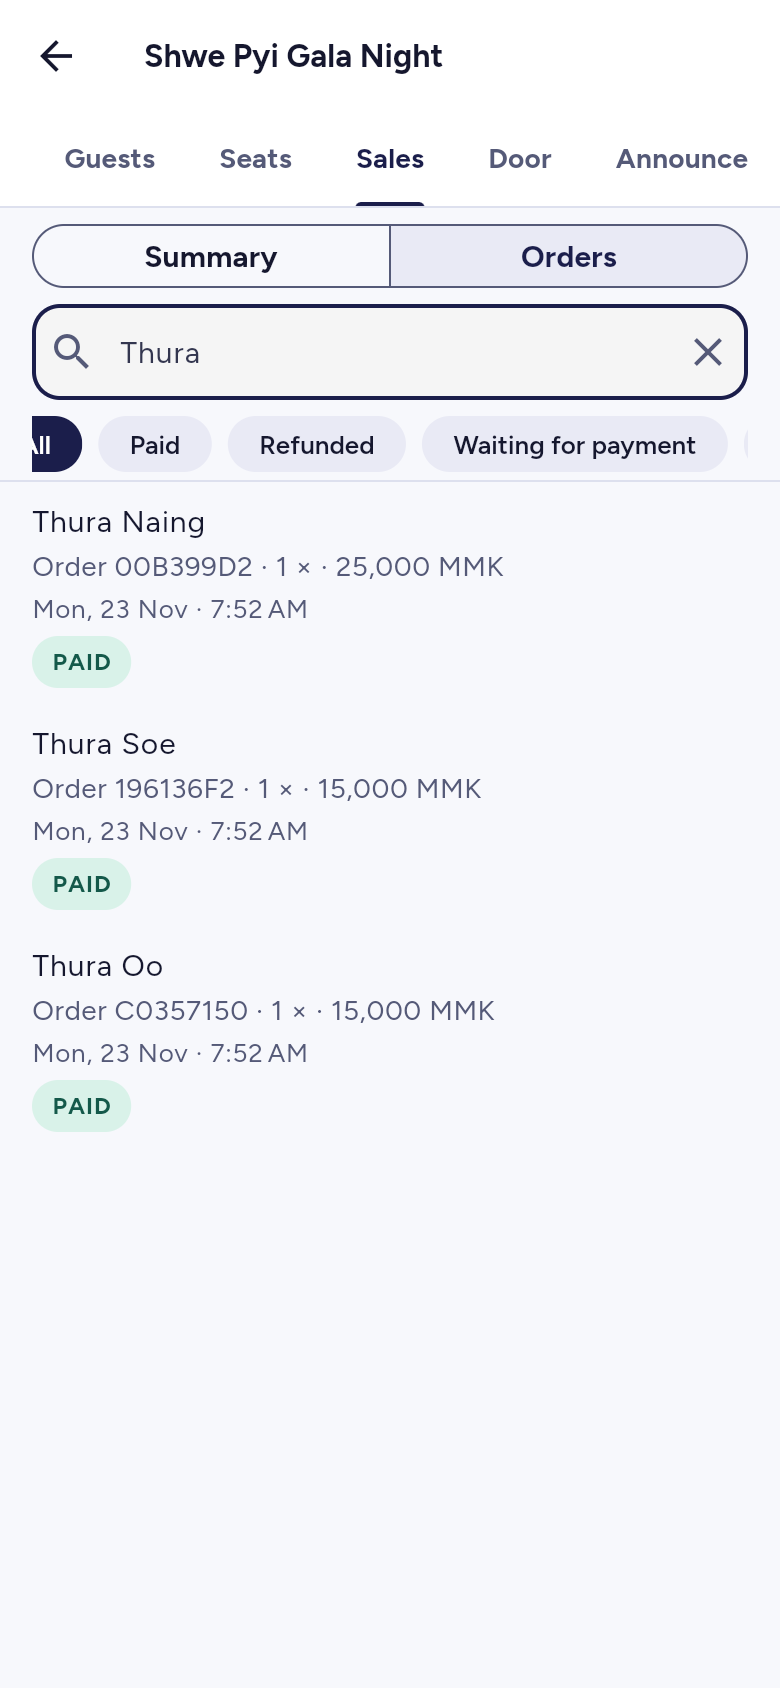 Shwe Pyi Gala Night
Guests Seats Sales Door Announce
Summary Orders
Thura
All Paid Refunded Waiting for payment
Thura Naing
Order 00B399D2 · 1 × · 25,000 MMK
Mon, 23 Nov · 7:52 AM
PAID
Thura Soe
Order 196136F2 · 1 × · 15,000 MMK
Mon, 23 Nov · 7:52 AM
PAID
Thura Oo
Order C0357150 · 1 × · 15,000 MMK
Mon, 23 Nov · 7:52 AM
PAID